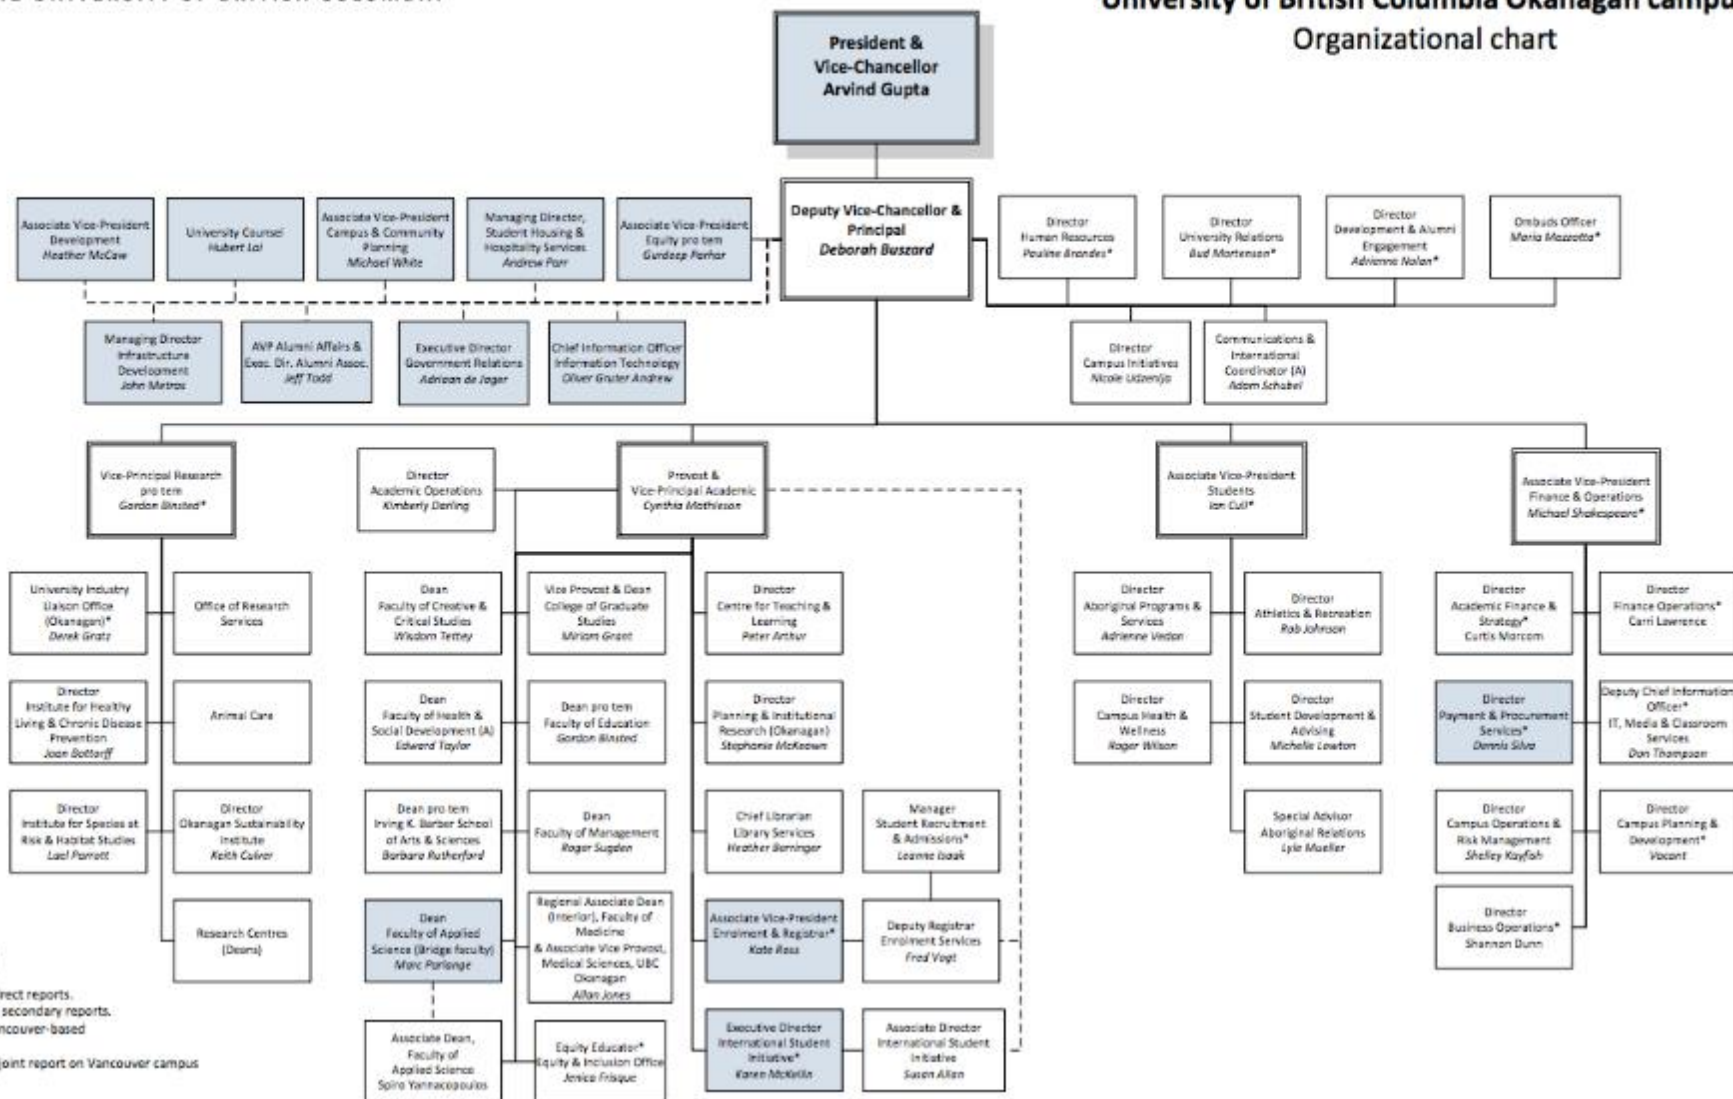 University of British Columbia Okanagan
Organizational chart
President &
Vice-Chancellor
Arvind Gupta
Deputy Vice-Chancellor &
Principal
Deborah Buszard
Associate Vice-President
Development
Heather McCaw
University Counsel
Hubert Lai
Associate Vice-President
Campus & Community
Planning
Michael White
Managing Director,
Student Housing &
Hospitality Services
Andrew Parr
Associate Vice-President
Equity pro tem
Gurdeep Parhar
Director
Human Resources
Pauline Brandes*
Director
University Relations
Bud Mortenson*
Director
Development & Alumni
Engagement
Adrienne Nolan*
Ombuds Officer
Maria Mazzotta*
Managing Director
Infrastructure
Development
John Metras
AVP Alumni Affairs &
Exec. Dir. Alumni Assoc.
Jeff Todd
Executive Director
Government Relations
Adriaan de Jager
Chief Information Officer
Information Technology
Oliver Gruter Andrew
Director
Campus Initiatives
Nicole Udzenija
Communications &
International
Coordinator (A)
Adam Schubel
Vice-Principal Research
pro tem
Gordon Binsted*
Director
Academic Operations
Kimberly Darling
Provost &
Vice-Principal Academic
Cynthia Mathieson
Associate Vice-President
Students
Ian Cull*
Associate Vice-President
Finance & Operations
Michael Shakespeare*
University Industry
Liaison Office
(Okanagan)*
Derek Gratz
Office of Research
Services
Dean
Faculty of Creative &
Critical Studies
Wisdom Tettey
Vice Provost & Dean
College of Graduate
Studies
Miriam Grant
Director
Centre for Teaching &
Learning
Peter Arthur
Director
Aboriginal Programs &
Services
Adrienne Vedan
Director
Athletics & Recreation
Rob Johnson
Director
Academic Finance &
Strategy*
Curtis Morcom
Director
Finance Operations*
Carri Lawrence
Director
Institute for Healthy
Living & Chronic Disease
Prevention
Joan Bottorff
Animal Care
Dean
Faculty of Health &
Social Development (A)
Edward Taylor
Dean pro tem
Faculty of Education
Gordon Binsted
Director
Planning & Institutional
Research (Okanagan)
Stephanie McKeown
Director
Campus Health &
Wellness
Roger Wilson
Director
Student Development &
Advising
Michelle Lowton
Director
Payment & Procurement
Services*
Dennis Silva
Deputy Chief Information
Officer*
IT, Media & Classroom
Services
Don Thompson
Director
Institute for Species at
Risk & Habitat Studies
Lael Parrott
Director
Okanagan Sustainability
Institute
Keith Culver
Dean pro tem
Irving K. Barber School
of Arts & Sciences
Barbara Rutherford
Dean
Faculty of Management
Roger Sugden
Chief Librarian
Library Services
Heather Berringer
Manager
Student Recruitment
& Admissions*
Leanne Isaak
Special Advisor
Aboriginal Relations
Lyle Mueller
Director
Campus Operations &
Risk Management
Shelley Kayfish
Director
Campus Planning &
Development*
Vacant
Research Centres
(Deans)
Dean
Faculty of Applied
Science (Bridge faculty)
Marc Parlange
Regional Associate Dean
(Interior), Faculty of
Medicine
& Associate Vice Provost,
Medical Sciences, UBC
Okanagan
Allan Jones
Associate Vice-President
Enrolment & Registrar*
Kate Ross
Deputy Registrar
Enrolment Services
Fred Vogt
Director
Business Operations*
Shannon Dunn
Associate Dean,
Faculty of
Applied Science
Spiro Yannacopoulos
Equity Educator*
Equity & Inclusion Office
Jenica Frisque
Executive Director
International Student
Initiative*
Karen McKellin
Associate Director
International Student
Initiative
Susan Allan
rect reports.
secondary reports.
ncouver-based
joint report on Vancouver campus